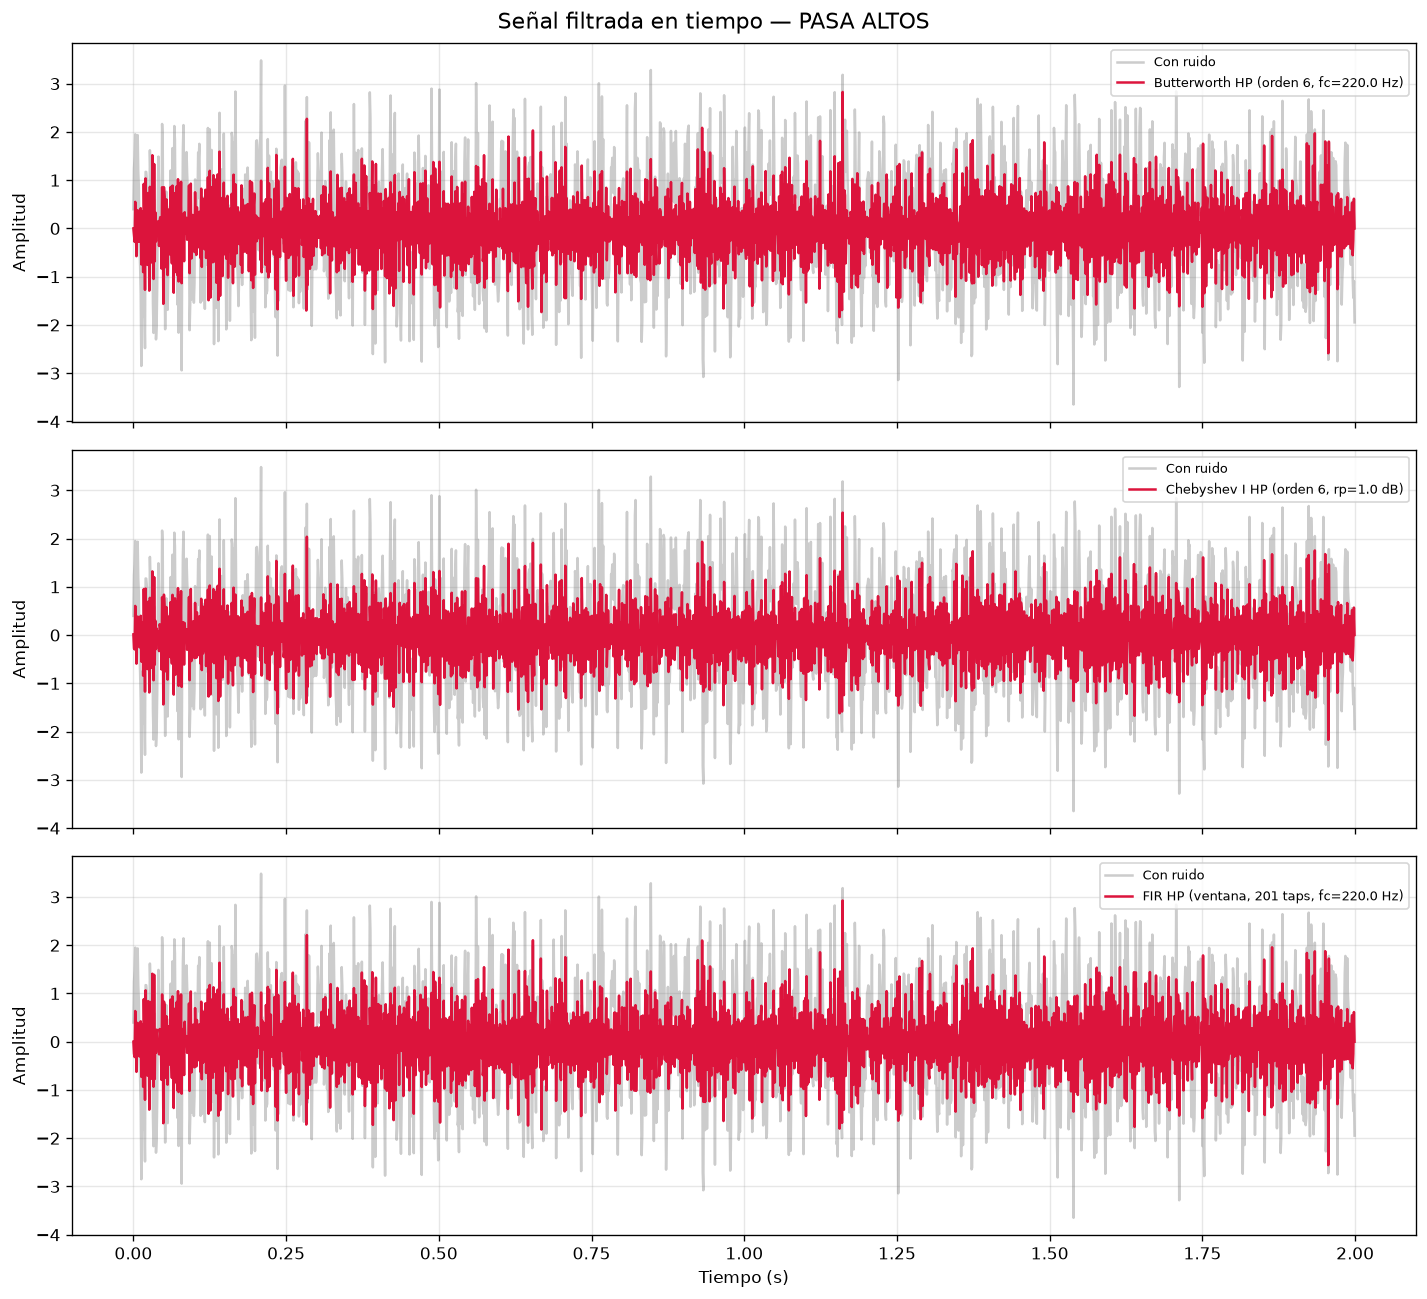 Señal filtrada en tiempo — PASA ALTOS
Con ruido
Butterworth HP (orden 6, fc=220.0 Hz)
3
2
1
0
−1
−2
−3
−4
Amplitud
Con ruido
Chebyshev I HP (orden 6, rp=1.0 dB)
3
2
1
0
−1
−2
−3
−4
Amplitud
Con ruido
FIR HP (ventana, 201 taps, fc=220.0 Hz)
3
2
1
0
−1
−2
−3
−4
Amplitud
0.00 0.25 0.50 0.75 1.00 1.25 1.50 1.75 2.00
Tiempo (s)